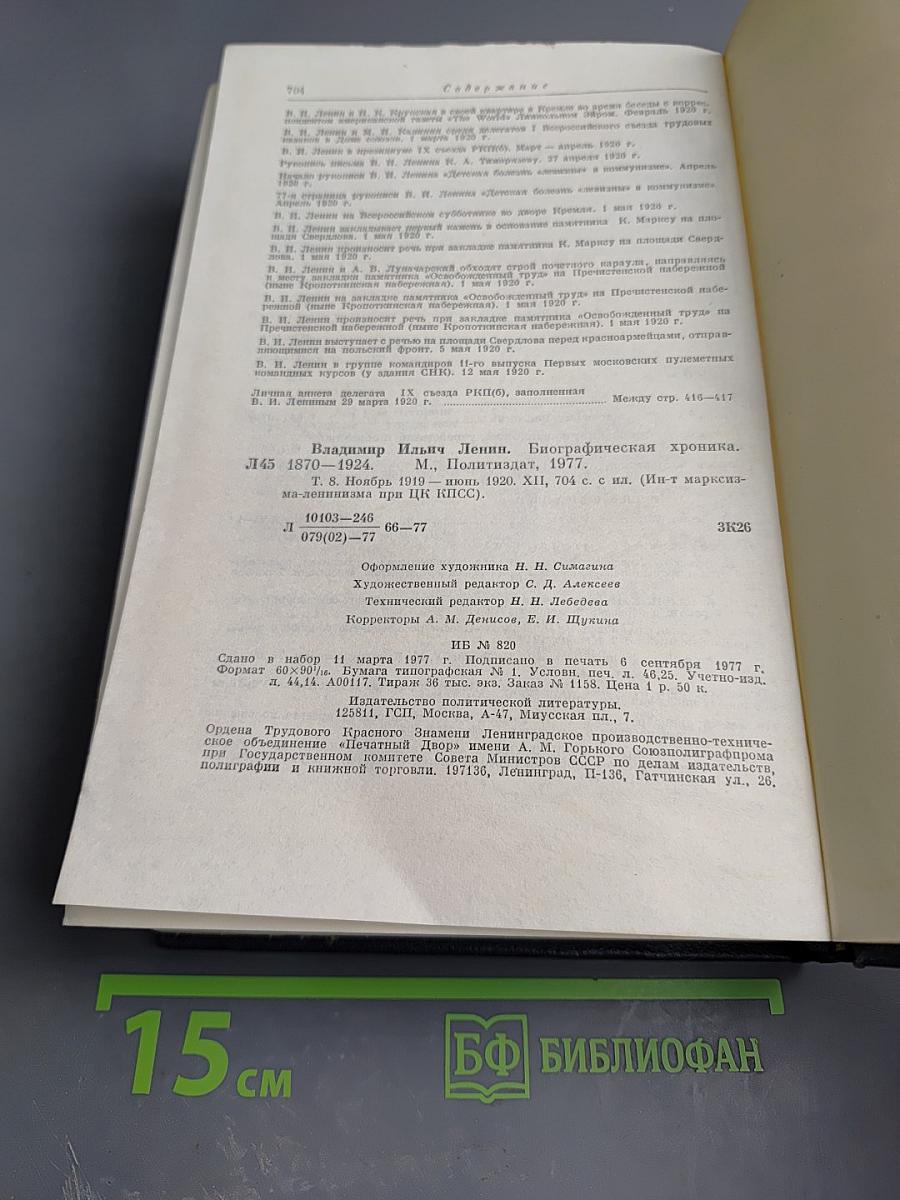 704
Содержание
В. И. Ленин и Н. К. Крупская в своей квартире в Кремле во время беседы с коррес-
пондентом американской газеты «The World» Линкольном Эйром. Февраль 1920 г.
В. И. Ленин и М. И. Калинин среди делегатов I Всероссийского съезда трудовых
казаков в Доме союзов. 1 марта 1920 г.
В. И. Ленин в президиуме IX съезда РКП(б). Март — апрель 1920 г.
Рукопись письма В. И. Ленина К. А. Тимирязеву. 27 апреля 1920 г.
Начало рукописи В. И. Ленина «Детская болезнь «левизны» в коммунизме». Апрель
1920 г.
77-я страница рукописи В. И. Ленина «Детская болезнь «левизны» в коммунизме».
Апрель 1920 г.
В. И. Ленин на Всероссийском субботнике во дворе Кремля. 1 мая 1920 г.
В. И. Ленин закладывает первый камень в основание памятника К. Марксу на пло-
щади Свердлова. 1 мая 1920 г.
В. И. Ленин произносит речь при закладке памятника К. Марксу на площади Сверд-
лова. 1 мая 1920 г.
В. И. Ленин и А. В. Луначарский обходят строй почетного караула, направляясь
к месту закладки памятника «Освобожденный труд» на Пречистенской набережной
(ныне Кропоткинская набережная). 1 мая 1920 г.
В. И. Ленин на закладке памятника «Освобожденный труд» на Пречистенской набе-
режной (ныне Кропоткинская набережная). 1 мая 1920 г.
В. И. Ленин произносит речь при закладке памятника «Освобожденный труд» на
Пречистенской набережной (ныне Кропоткинская набережная). 1 мая 1920 г.
В. И. Ленин выступает с речью на площади Свердлова перед красноармейцами, отправ-
ляющимися на польский фронт. 5 мая 1920 г.
В. И. Ленин в группе командиров 11-го выпуска Первых московских пулеметных
командных курсов (у здания СНК). 12 мая 1920 г.
Личная анкета делегата IX съезда РКП(б), заполненная
В. И. Лениным 29 марта 1920 г. .......... Между стр. 416—417
Владимир Ильич Ленин. Биографическая хроника.
Л45 1870—1924. М., Политиздат, 1977.
Т. 8. Ноябрь 1919 — июнь 1920. XII, 704 с. с ил. (Ин-т марксиз-
ма-ленинизма при ЦК КПСС).
Л 10103—246 66—77 3К26
079(02)—77
Оформление художника Н. Н. Симагина
Художественный редактор С. Д. Алексеев
Технический редактор Н. Н. Лебедева
Корректоры А. М. Денисов, Е. И. Щукина
ИБ № 820
Сдано в набор 11 марта 1977 г. Подписано в печать 6 сентября 1977 г.
Формат 60×90¹/₁₆. Бумага типографская № 1. Условн. печ. л. 46,25. Учетно-изд.
л. 44,14. А00117. Тираж 36 тыс. экз. Заказ № 1158. Цена 1 р. 50 к.
Издательство политической литературы.
125811, ГСП, Москва, А-47, Миусская пл., 7.
Ордена Трудового Красного Знамени Ленинградское производственно-техниче-
ское объединение «Печатный Двор» имени А. М. Горького Союзполиграфпрома
при Государственном комитете Совета Министров СССР по делам издательств,
полиграфии и книжной торговли. 197136, Ленинград, П-136, Гатчинская ул., 26.
15 см
БФ БИБЛИОФАН